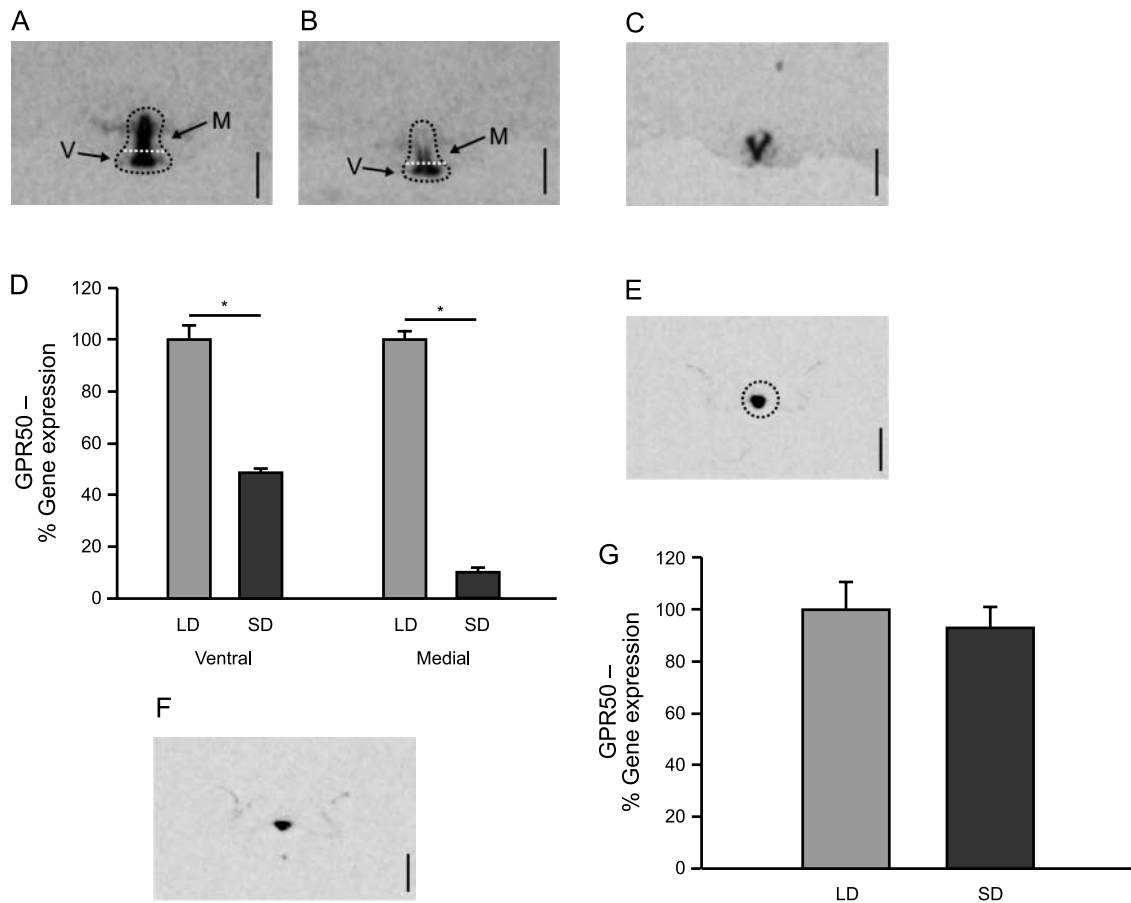 A
B
C
M
V
M
V
D
GPR50 –
% Gene expression
120
100
80
60
40
20
0
*
*
LD
SD
LD
SD
Ventral
Medial
E
F
G
GPR50 –
% Gene expression
120
100
80
60
40
20
0
LD
SD